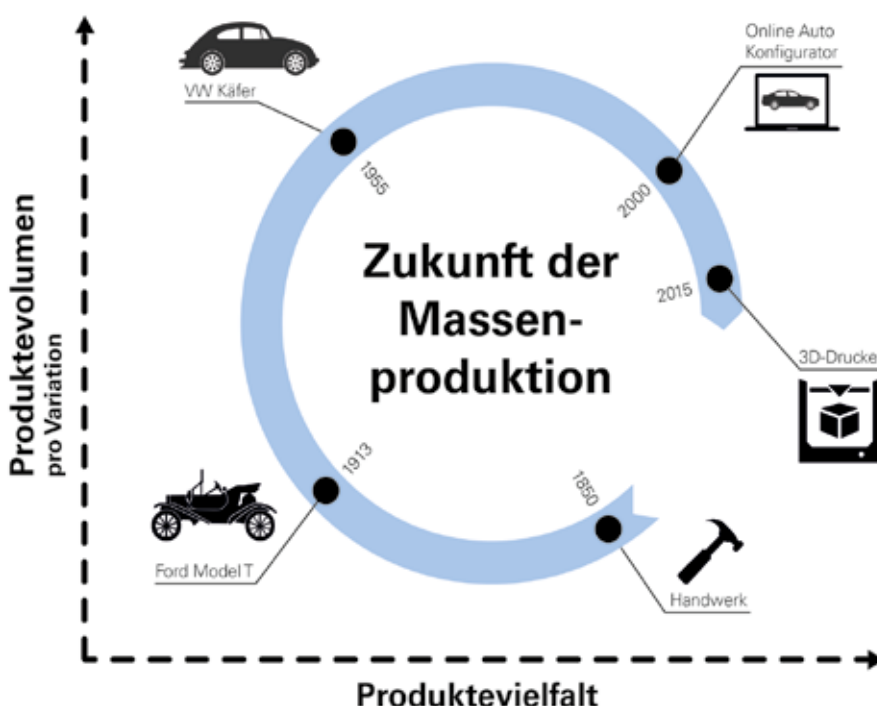 Online Auto
Konfigurator
VW Käfer
1955
2000
Zukunft der
Massen-
produktion
2015
3D-Drucke
Produktevolumen
pro Variation
1913
1850
Ford Model T
Handwerk
Produktevielfalt